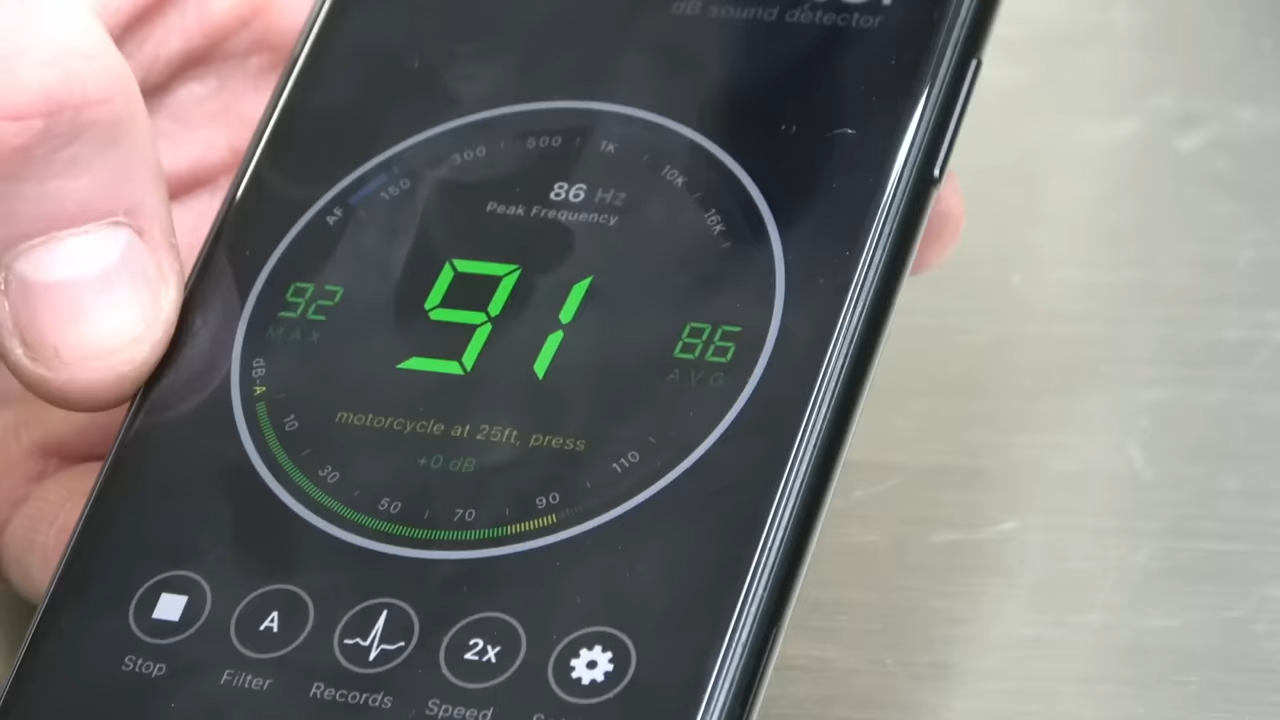 dB sound detector
300 500 1K
150 10K
AF 16K
86 Hz
Peak Frequency
92
MAX
91
86
AVG
dB-A
motorcycle at 25ft, press
+0 dB
10 30 50 70 90 110
A 2x
Stop Filter Records Speed